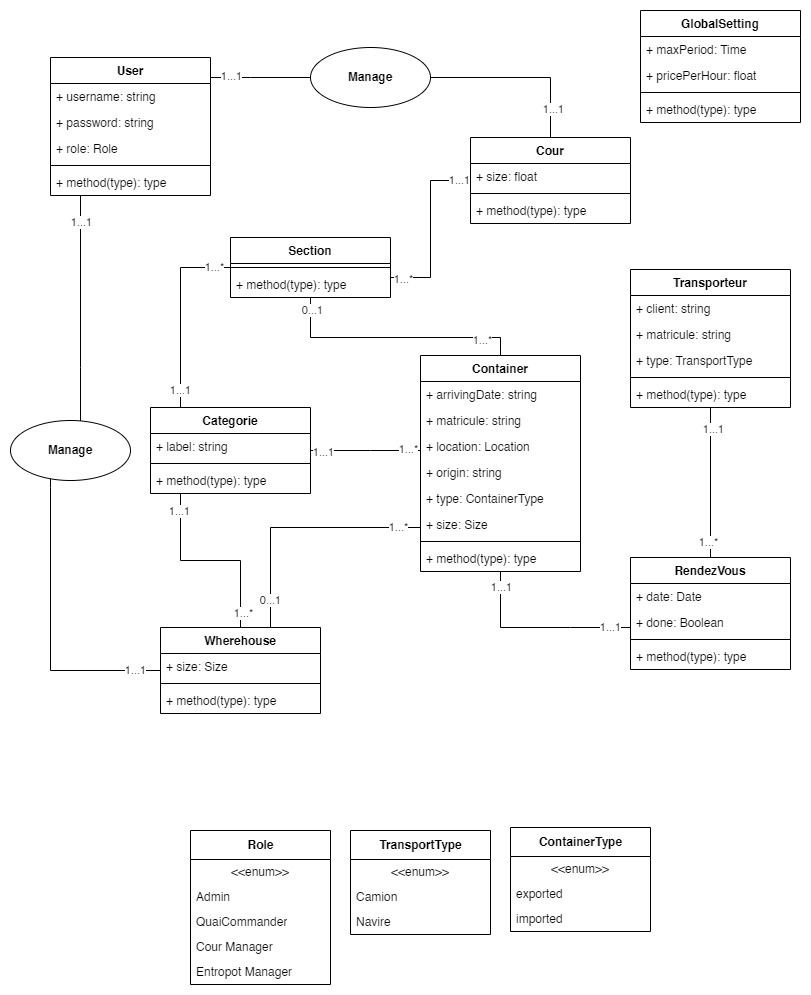 GlobalSetting
+ maxPeriod: Time
+ pricePerHour: float
+ method(type): type
User
+ username: string
+ password: string
+ role: Role
+ method(type): type
1...1
Manage
1...1
Cour
+ size: float
+ method(type): type
1...1
1...1
Section
+ method(type): type
1...*
1...*
0...1
1...*
Transporteur
+ client: string
+ matricule: string
+ type: TransportType
+ method(type): type
Container
+ arrivingDate: string
+ matricule: string
+ location: Location
+ origin: string
+ type: ContainerType
+ size: Size
+ method(type): type
1...1
Categorie
+ label: string
+ method(type): type
1...1
1...*
Manage
1...1
1...1
1...*
1...*
0...1
1...*
1...1
1...1
RendezVous
+ date: Date
+ done: Boolean
+ method(type): type
Wherehouse
+ size: Size
+ method(type): type
1...1
Role
<<enum>>
Admin
QuaiCommander
Cour Manager
Entropot Manager
TransportType
<<enum>>
Camion
Navire
ContainerType
<<enum>>
exported
imported